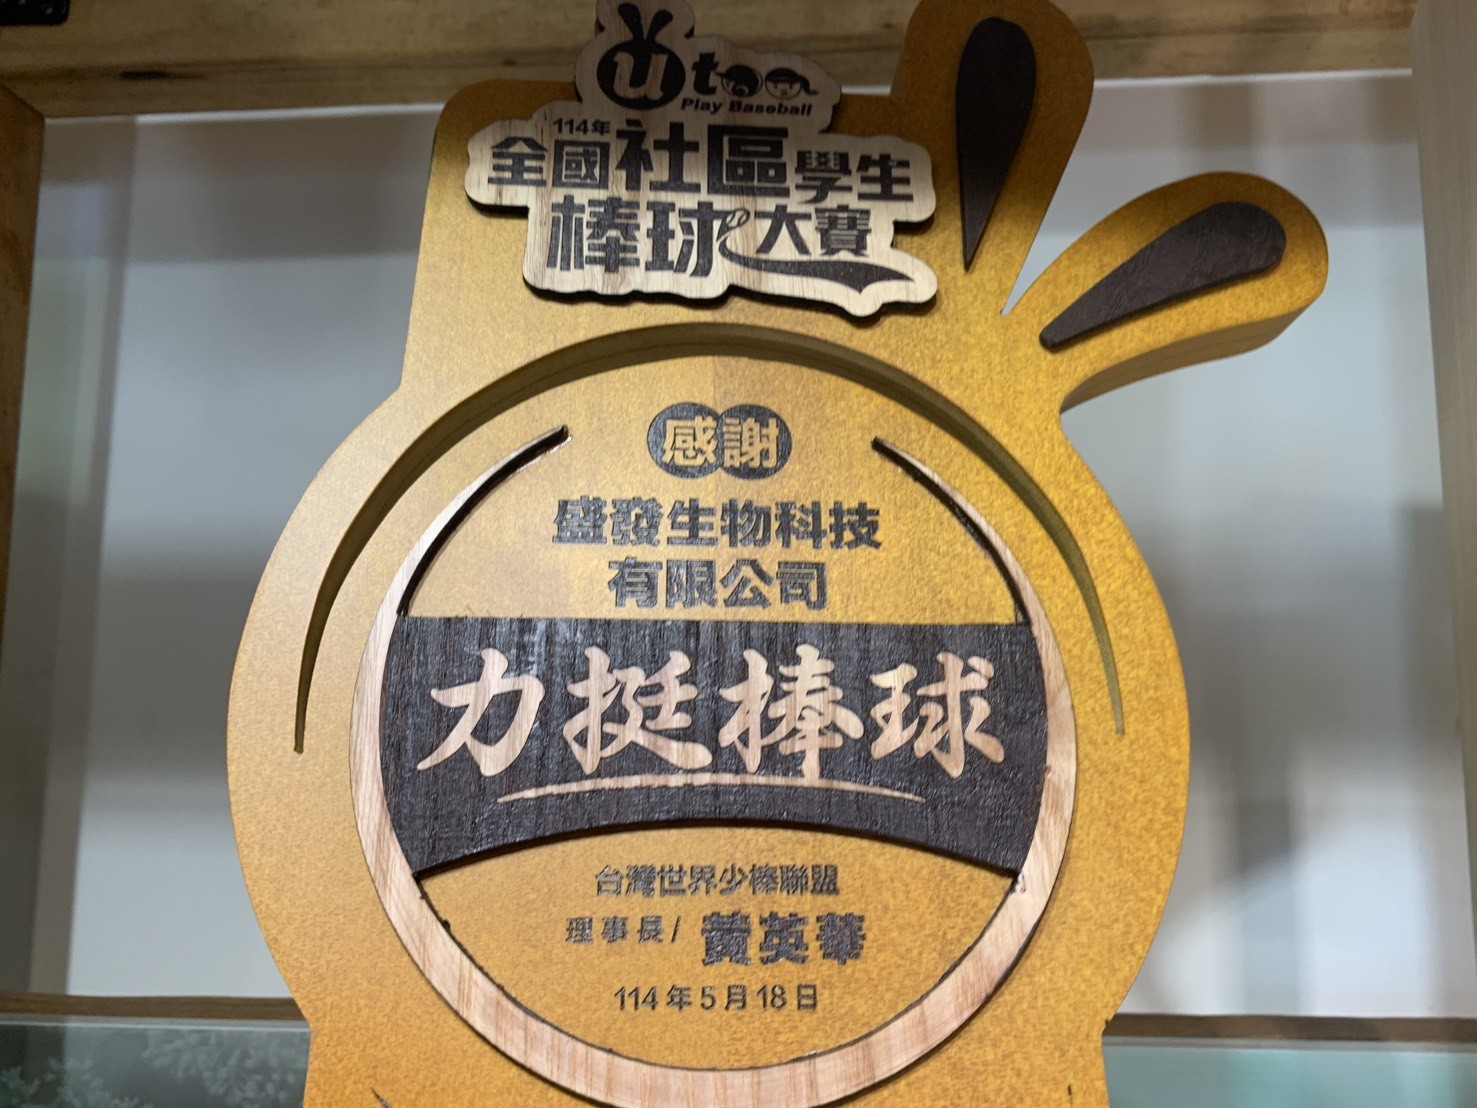 utoo
Play Baseball
114年
全國社區學生
棒球大賽
感謝
盛發生物科技
有限公司
力挺棒球
台灣世界少棒聯盟
理事長/ 黃英華
114年5月18日